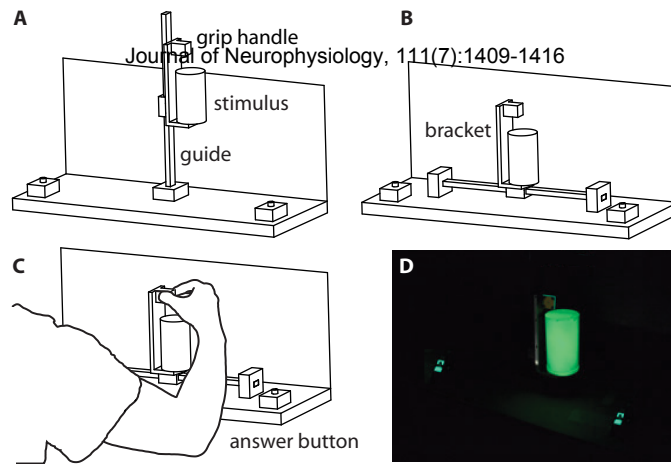 A
B
grip handle
Journal of Neurophysiology, 111(7):1409-1416
stimulus
bracket
guide
C
D
answer button